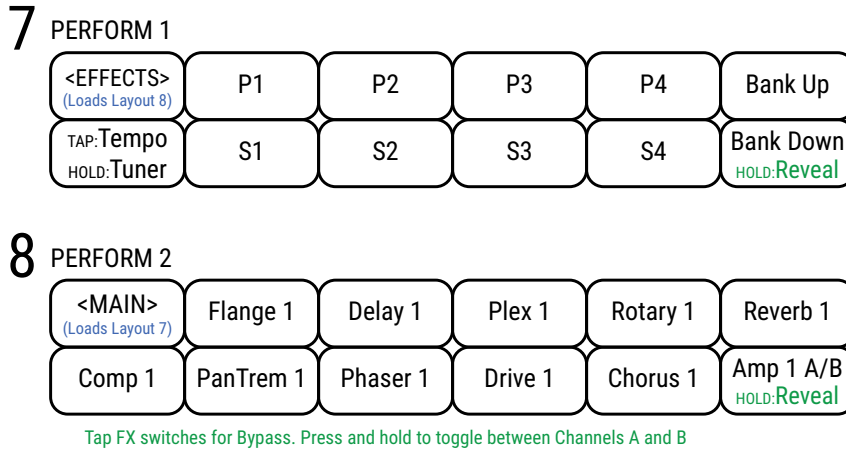 7 PERFORM 1
<EFFECTS> P1 P2 P3 P4 Bank Up
(Loads Layout 8)
TAP:Tempo S1 S2 S3 S4 Bank Down
HOLD:Tuner HOLD:Reveal
8 PERFORM 2
<MAIN> Flange 1 Delay 1 Plex 1 Rotary 1 Reverb 1
(Loads Layout 7)
Comp 1 PanTrem 1 Phaser 1 Drive 1 Chorus 1 Amp 1 A/B
HOLD:Reveal
Tap FX switches for Bypass. Press and hold to toggle between Channels A and B